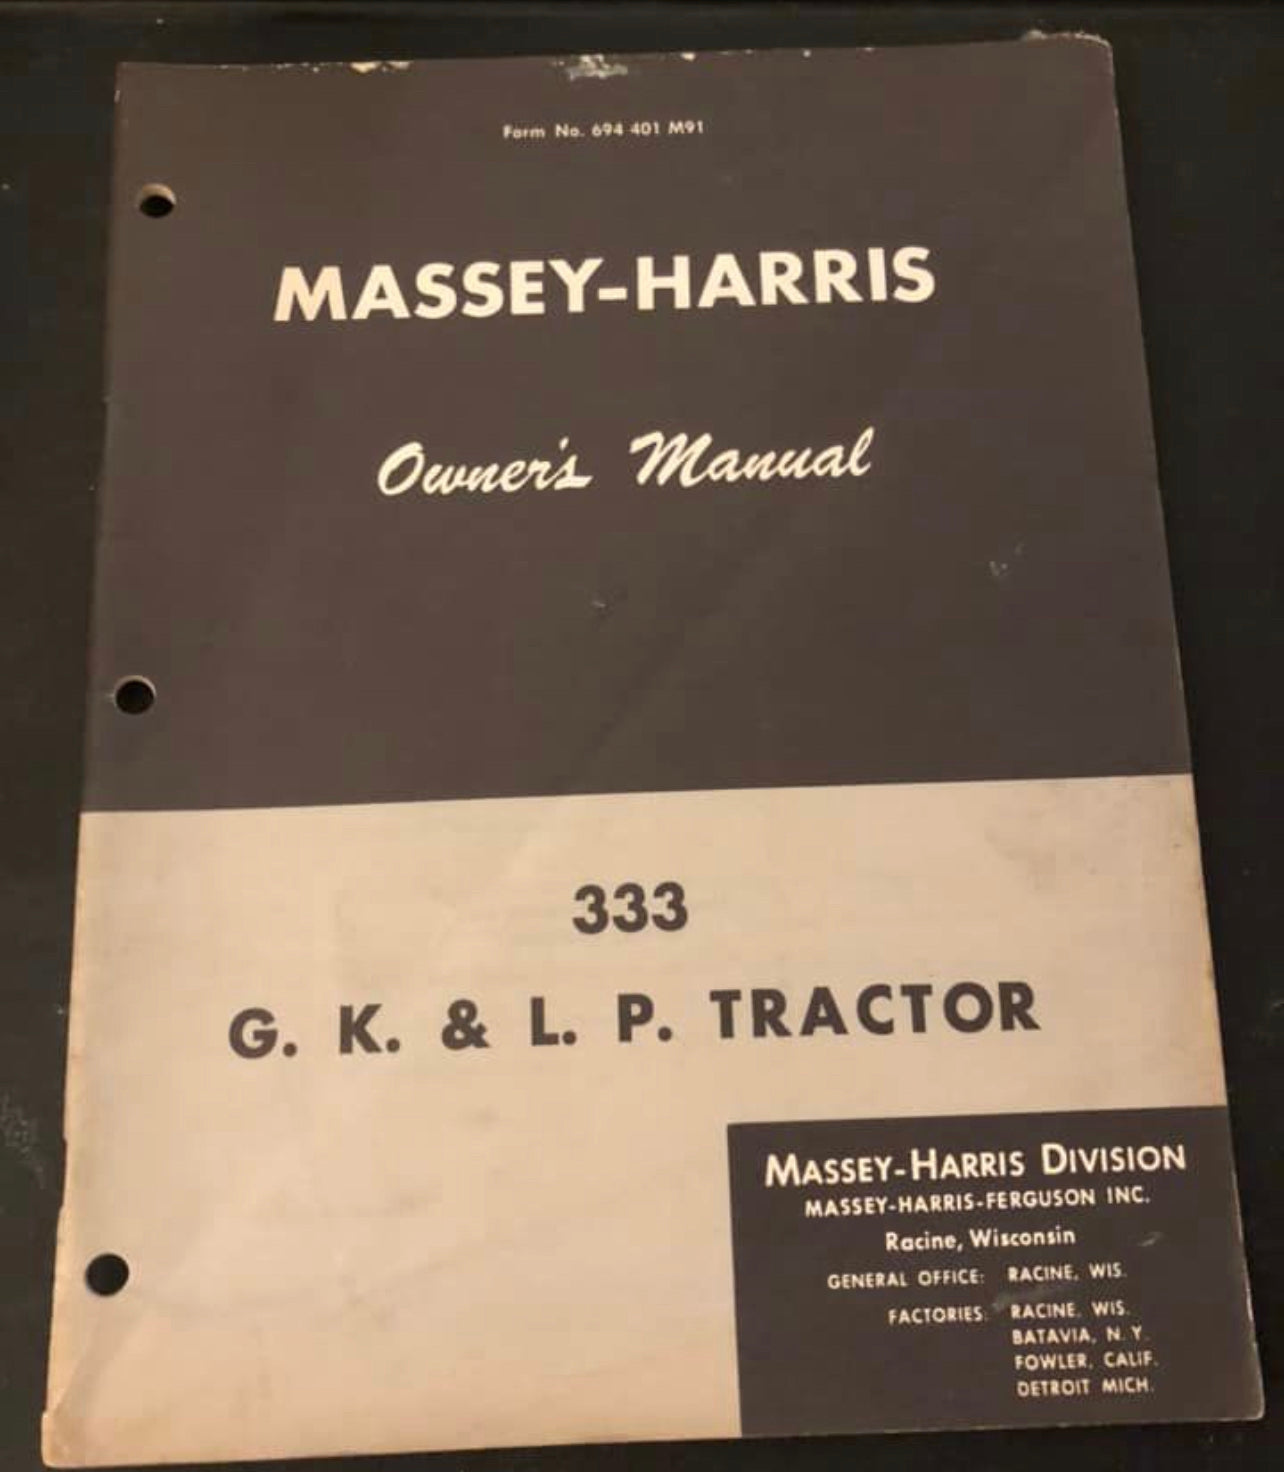 Form No. 694 401 M91
MASSEY-HARRIS
Owner's Manual
333
G. K. & L. P. TRACTOR
MASSEY-HARRIS DIVISION
MASSEY-HARRIS-FERGUSON INC.
Racine, Wisconsin
GENERAL OFFICE: RACINE, WIS.
FACTORIES: RACINE, WIS.
BATAVIA, N. Y.
FOWLER, CALIF.
DETROIT MICH.